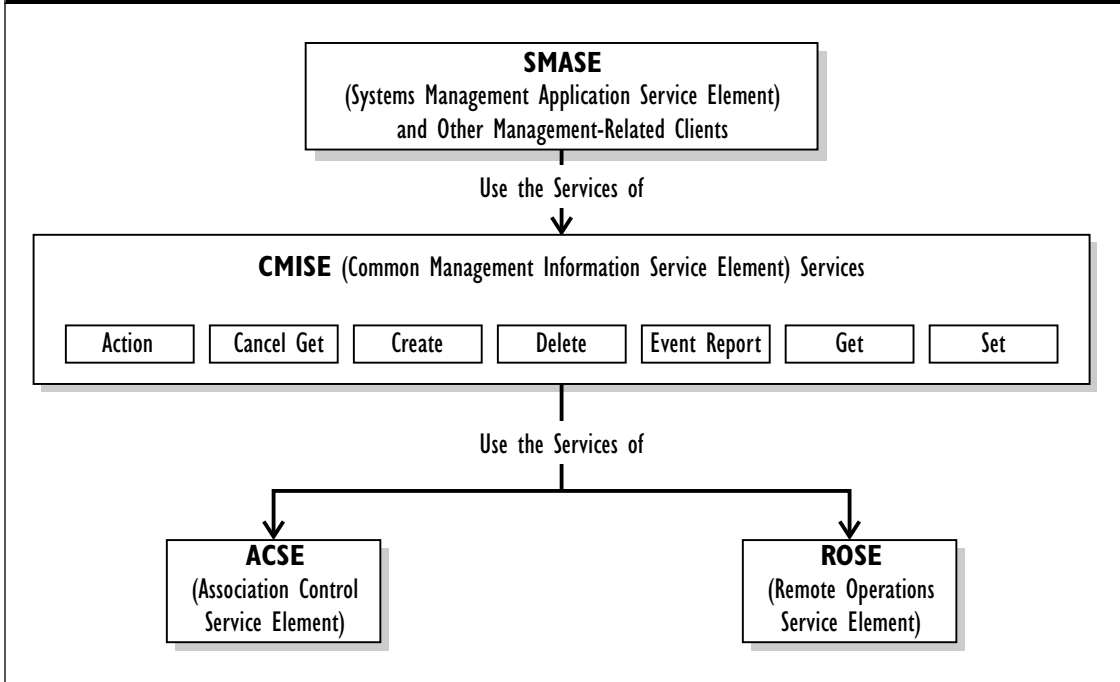 SMASE
(Systems Management Application Service Element)
and Other Management-Related Clients
Use the Services of
CMISE (Common Management Information Service Element) Services
Action
Cancel Get
Create
Delete
Event Report
Get
Set
Use the Services of
ACSE
(Association Control
Service Element)
ROSE
(Remote Operations
Service Element)